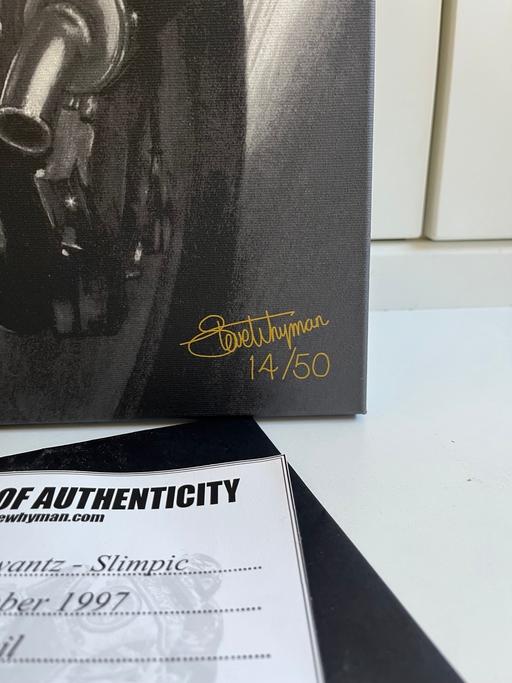 SteveWhyman
14/50
OF AUTHENTICITY
ewhyman.com
wantz - Slimpic
ber 1997
il